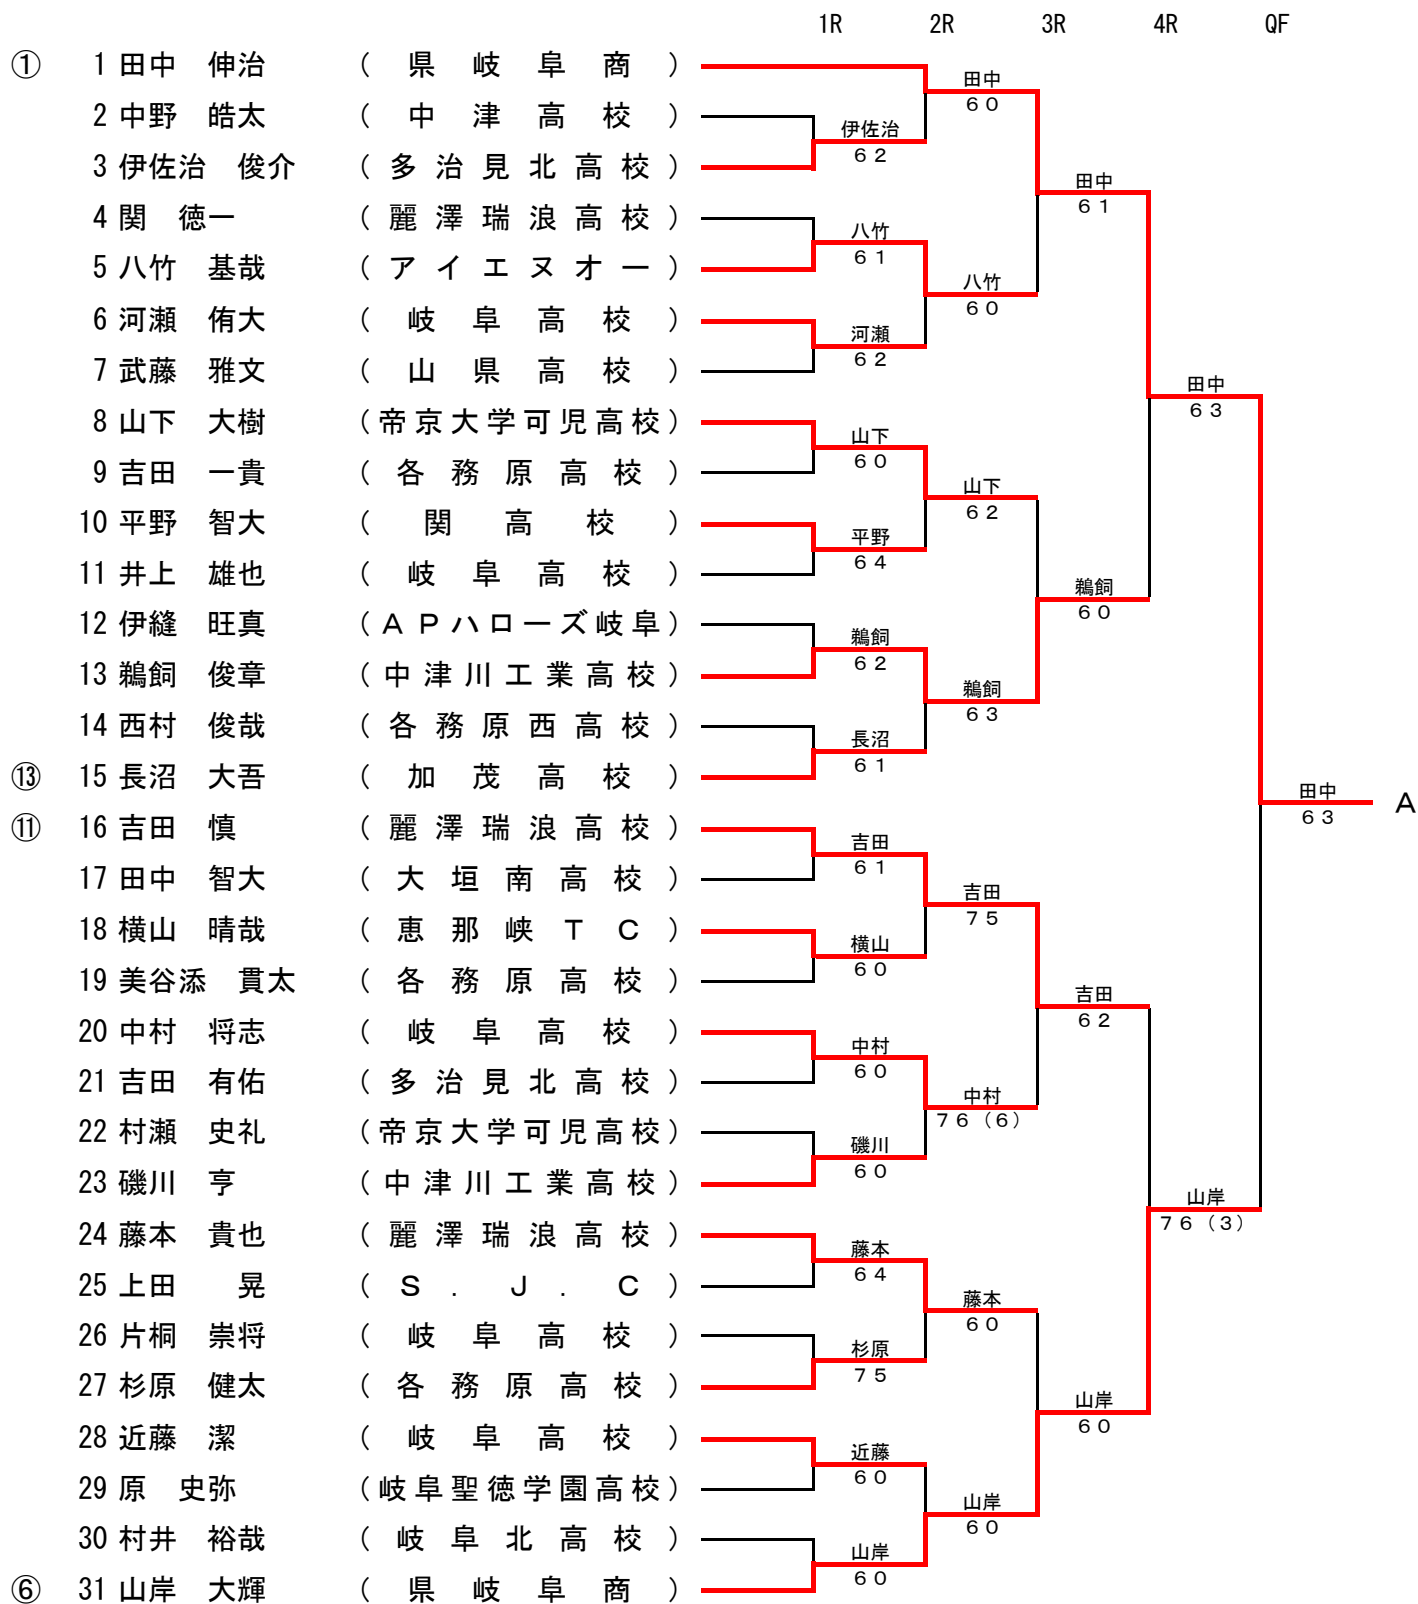 1R 2R 3R 4R QF
① 1 田中　伸治 (県岐阜商)
2 中野　皓太 (中津高校)
3 伊佐治　俊介 (多治見北高校)
4 関　徳一 (麗澤瑞浪高校)
5 八竹　基哉 (アイエヌオー)
6 河瀬　侑大 (岐阜高校)
7 武藤　雅文 (山県高校)
8 山下　大樹 (帝京大学可児高校)
9 吉田　一貴 (各務原高校)
10 平野　智大 (関高校)
11 井上　雄也 (岐阜高校)
12 伊縫　旺真 (ＡＰハローズ岐阜)
13 鵜飼　俊章 (中津川工業高校)
14 西村　俊哉 (各務原西高校)
⑬ 15 長沼　大吾 (加茂高校)
⑪ 16 吉田　慎 (麗澤瑞浪高校)
17 田中　智大 (大垣南高校)
18 横山　晴哉 (恵那峡ＴＣ)
19 美谷添　貫太 (各務原高校)
20 中村　将志 (岐阜高校)
21 吉田　有佑 (多治見北高校)
22 村瀬　史礼 (帝京大学可児高校)
23 磯川　亨 (中津川工業高校)
24 藤本　貴也 (麗澤瑞浪高校)
25 上田　晃 (Ｓ．Ｊ．Ｃ)
26 片桐　崇将 (岐阜高校)
27 杉原　健太 (各務原高校)
28 近藤　潔 (岐阜高校)
29 原　史弥 (岐阜聖徳学園高校)
30 村井　裕哉 (岐阜北高校)
⑥ 31 山岸　大輝 (県岐阜商)
伊佐治
６２
八竹
６１
河瀬
６２
山下
６０
平野
６４
鵜飼
６２
長沼
６１
吉田
６１
横山
６０
中村
６０
磯川
６０
藤本
６４
杉原
７５
近藤
６０
山岸
６０
田中
６０
八竹
６０
山下
６２
鵜飼
６３
吉田
７５
中村
７６（６）
藤本
６０
山岸
６０
田中
６１
鵜飼
６０
吉田
６２
山岸
６０
田中
６３
山岸
７６（３）
田中
６３
Ａ